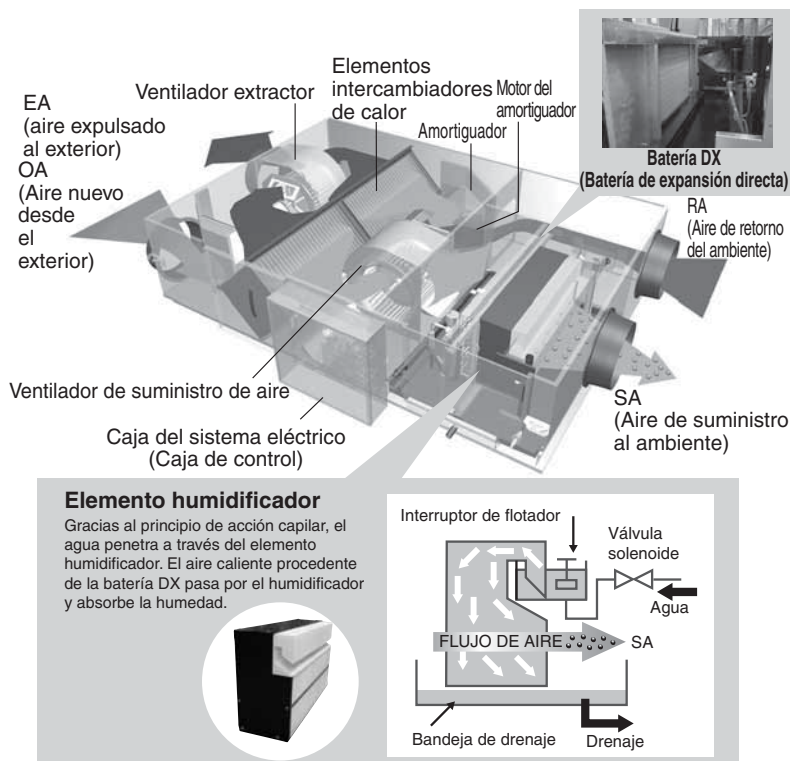 EA
(aire expulsado
al exterior)
OA
(Aire nuevo
desde
el
exterior)
Ventilador extractor
Elementos
intercambiadores
de calor
Motor del
amortiguador
Amortiguador
Batería DX
(Batería de expansión directa)
RA
(Aire de retorno
del ambiente)
SA
(Aire de suministro
al ambiente)
Ventilador de suministro de aire
Caja del sistema eléctrico
(Caja de control)
Elemento humidificador
Gracias al principio de acción capilar, el
agua penetra a través del elemento
humidificador. El aire caliente procedente
de la batería DX pasa por el humidificador
y absorbe la humedad.
Interruptor de flotador
Válvula
solenoide
Agua
FLUJO DE AIRE
SA
Bandeja de drenaje
Drenaje